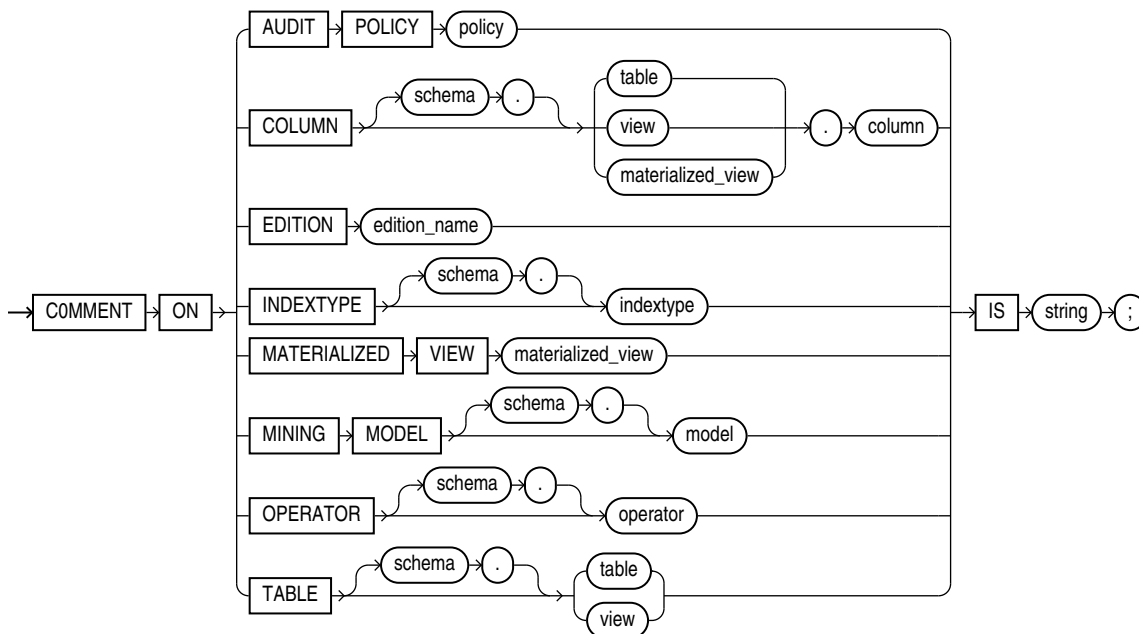 AUDIT POLICY policy
schema .
table
COLUMN view . column
materialized_view
EDITION edition_name
schema .
INDEXTYPE indextype
C0MMENT ON IS string ;
MATERIALIZED VIEW materialized_view
schema .
MINING MODEL model
schema .
OPERATOR operator
schema .
table
TABLE
view